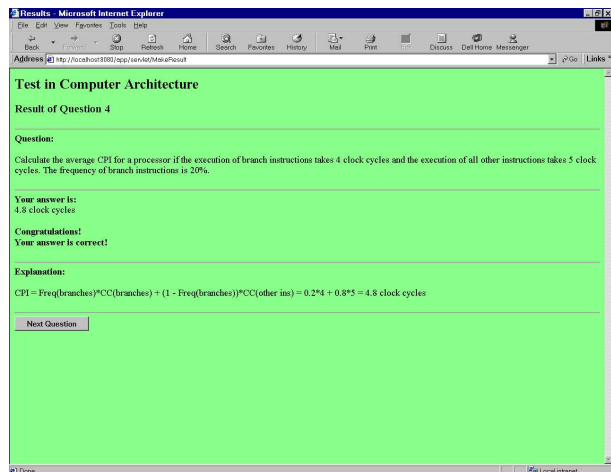 Results - Microsoft Internet Explorer
File Edit View Favorites Tools Help
Back Forward Stop Refresh Home Search Favorites History Mail Print Edit Discuss Dell Home Messenger
Address http://localhost:8080/app/servlet/MakeResult Go Links
Test in Computer Architecture
Result of Question 4
Question:
Calculate the average CPI for a processor if the execution of branch instructions takes 4 clock cycles and the execution of all other instructions takes 5 clock
cycles. The frequency of branch instructions is 20%.
Your answer is:
4.8 clock cycles
Congratulations!
Your answer is correct!
Explanation:
CPI = Freq(branches)*CC(branches) + (1 - Freq(branches))*CC(other ins) = 0.2*4 + 0.8*5 = 4.8 clock cycles
Next Question
Done Local intranet